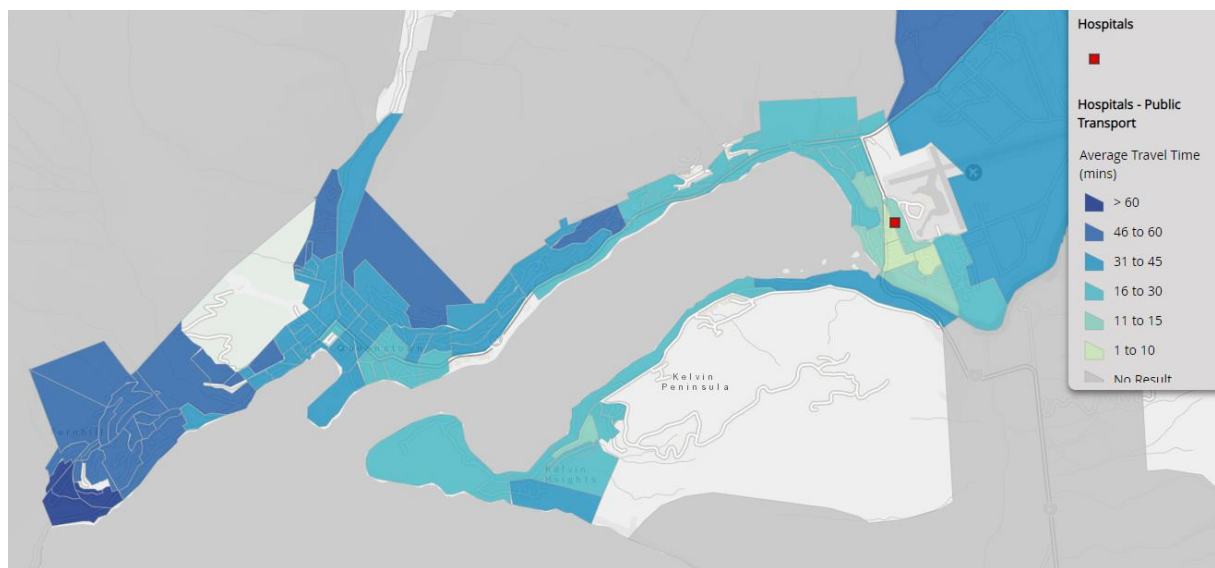 Hospitals
Hospitals - Public
Transport
Average Travel Time
(mins)
> 60
46 to 60
31 to 45
16 to 30
11 to 15
1 to 10
No Result
Queenstown
Kelvin
Peninsula
Kelvin
Heights